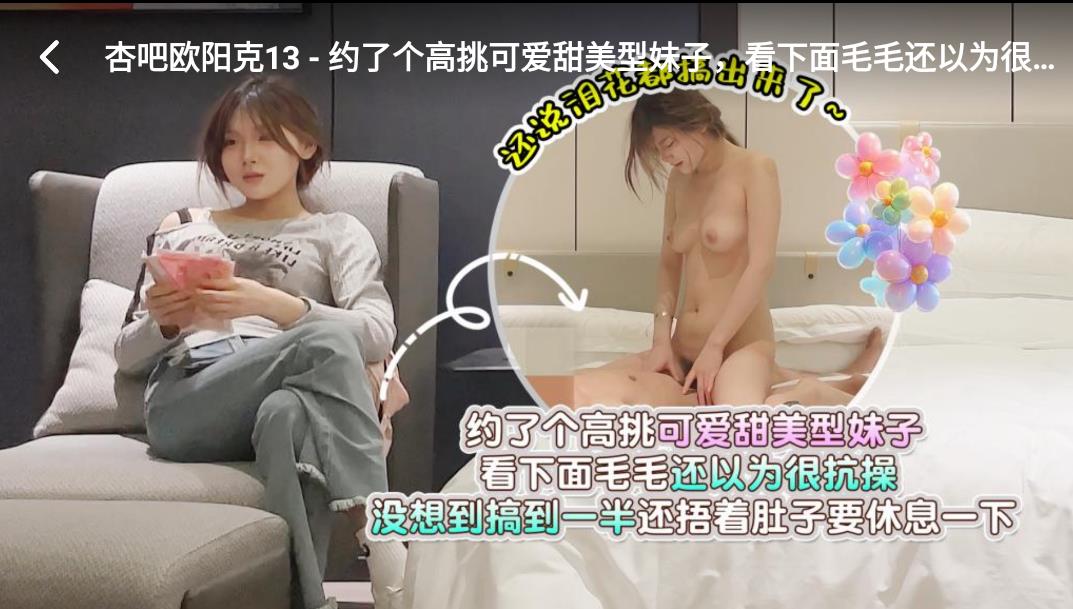 杏吧欧阳克13 - 约了个高挑可爱甜美型妹子，看下面毛毛还以为很...
还说泪花都搞出来了~
约了个高挑可爱甜美型妹子
看下面毛毛还以为很抗操
没想到搞到一半还捂着肚子要休息一下